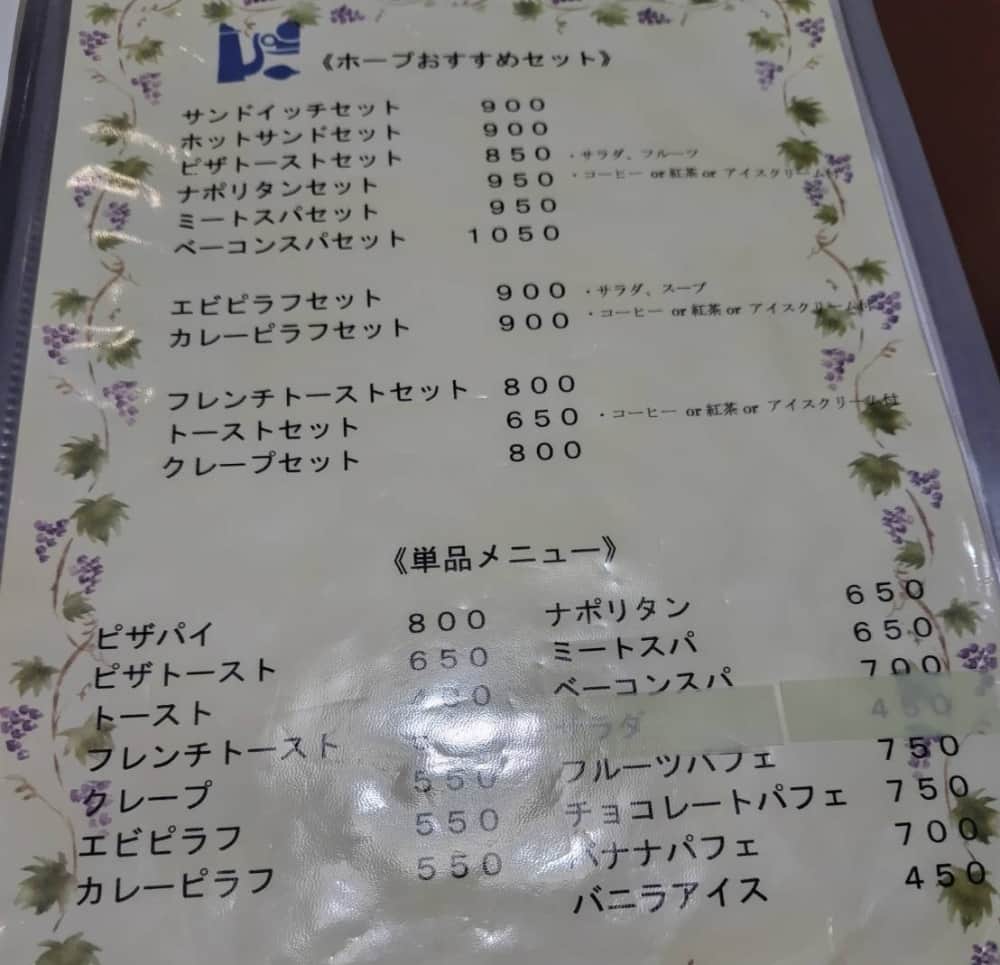 《ホープおすすめセット》
サンドイッチセット 900
ホットサンドセット 900
ピザトーストセット 850 ・サラダ、フルーツ
ナポリタンセット 950 ・コーヒー or紅茶or アイスクリーム付
ミートスパセット 950
ベーコンスパセット 1050
エビピラフセット 900 ・サラダ、スープ
カレーピラフセット 900 ・コーヒー or紅茶or アイスクリーム付
フレンチトーストセット 800
トーストセット 650 ・コーヒー or紅茶or アイスクリーム付
クレープセット 800
《単品メニュー》
ピザパイ 800
ピザトースト 650
トースト
フレンチトースト
クレープ 550
エビピラフ 550
カレーピラフ 550
ナポリタン 650
ミートスパ 650
ベーコンスパ 700
サラダ 450
フルーツパフェ 750
チョコレートパフェ 750
バナナパフェ 700
バニラアイス 450